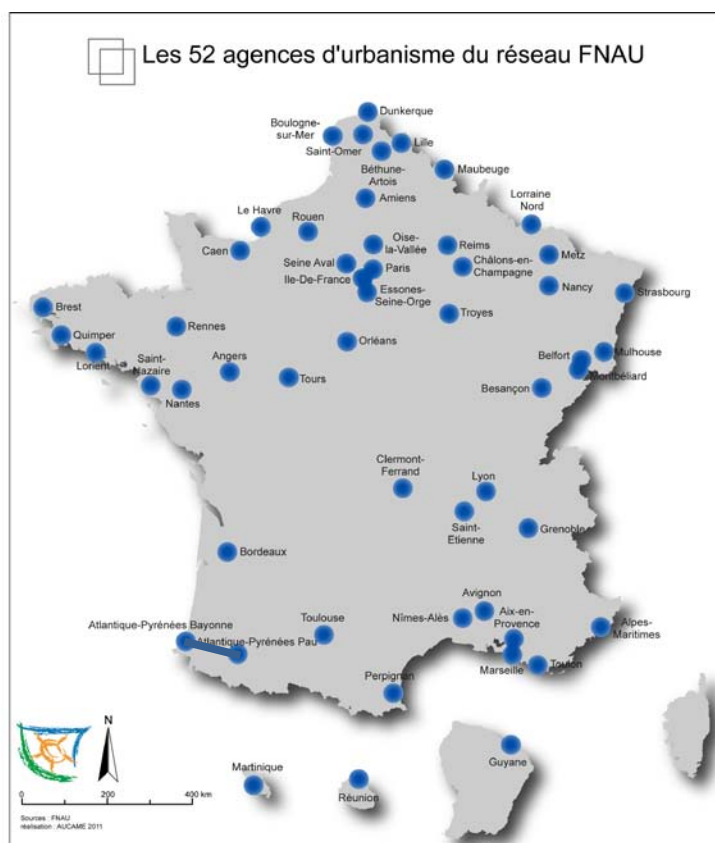 Les 52 agences d'urbanisme du réseau FNAU
Dunkerque
Boulogne-
sur-Mer
Saint-Omer
Lille
Béthune-
Artois
Maubeuge
Amiens
Lorraine
Nord
Le Havre
Rouen
Caen
Oise-
la-Vallée
Reims
Metz
Seine Aval
Paris
Châlons-en-
Champagne
Ile-De-France
Essones-
Seine-Orge
Nancy
Strasbourg
Brest
Rennes
Troyes
Quimper
Orléans
Lorient
Saint-
Nazaire
Angers
Belfort
Mulhouse
Montbéliard
Tours
Besançon
Nantes
Clermont-
Ferrand
Lyon
Saint-
Etienne
Grenoble
Bordeaux
Avignon
Nîmes-Alès
Aix-en-
Provence
Alpes-
Maritimes
Atlantique-Pyrénées Bayonne
Toulouse
Atlantique-Pyrénées Pau
Marseille
Toulon
Perpignan
N
Guyane
Martinique
Réunion
0 200 400 km
Sources : FNAU
réalisation : AUCAME 2011